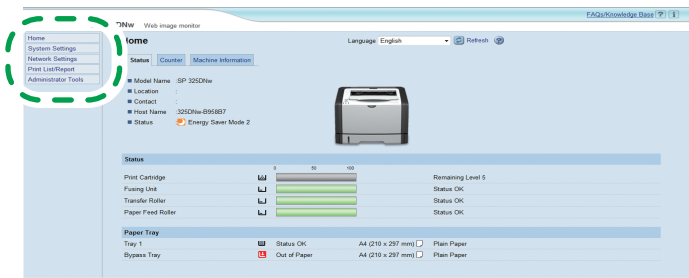 FAQs/Knowledge Base ? i
DNw Web image monitor
Home
System Settings
Network Settings
Print List/Report
Administrator Tools
Home
Language English Refresh ?
Status Counter Machine Information
Model Name :SP 325DNw
Location :
Contact :
Host Name :325DNw-B958B7
Status : Energy Saver Mode 2
Status
0 50 100
Print Cartridge Remaining Level 5
Fusing Unit Status OK
Transfer Roller Status OK
Paper Feed Roller Status OK
Paper Tray
Tray 1 Status OK A4 (210 x 297 mm) Plain Paper
Bypass Tray Out of Paper A4 (210 x 297 mm) Plain Paper